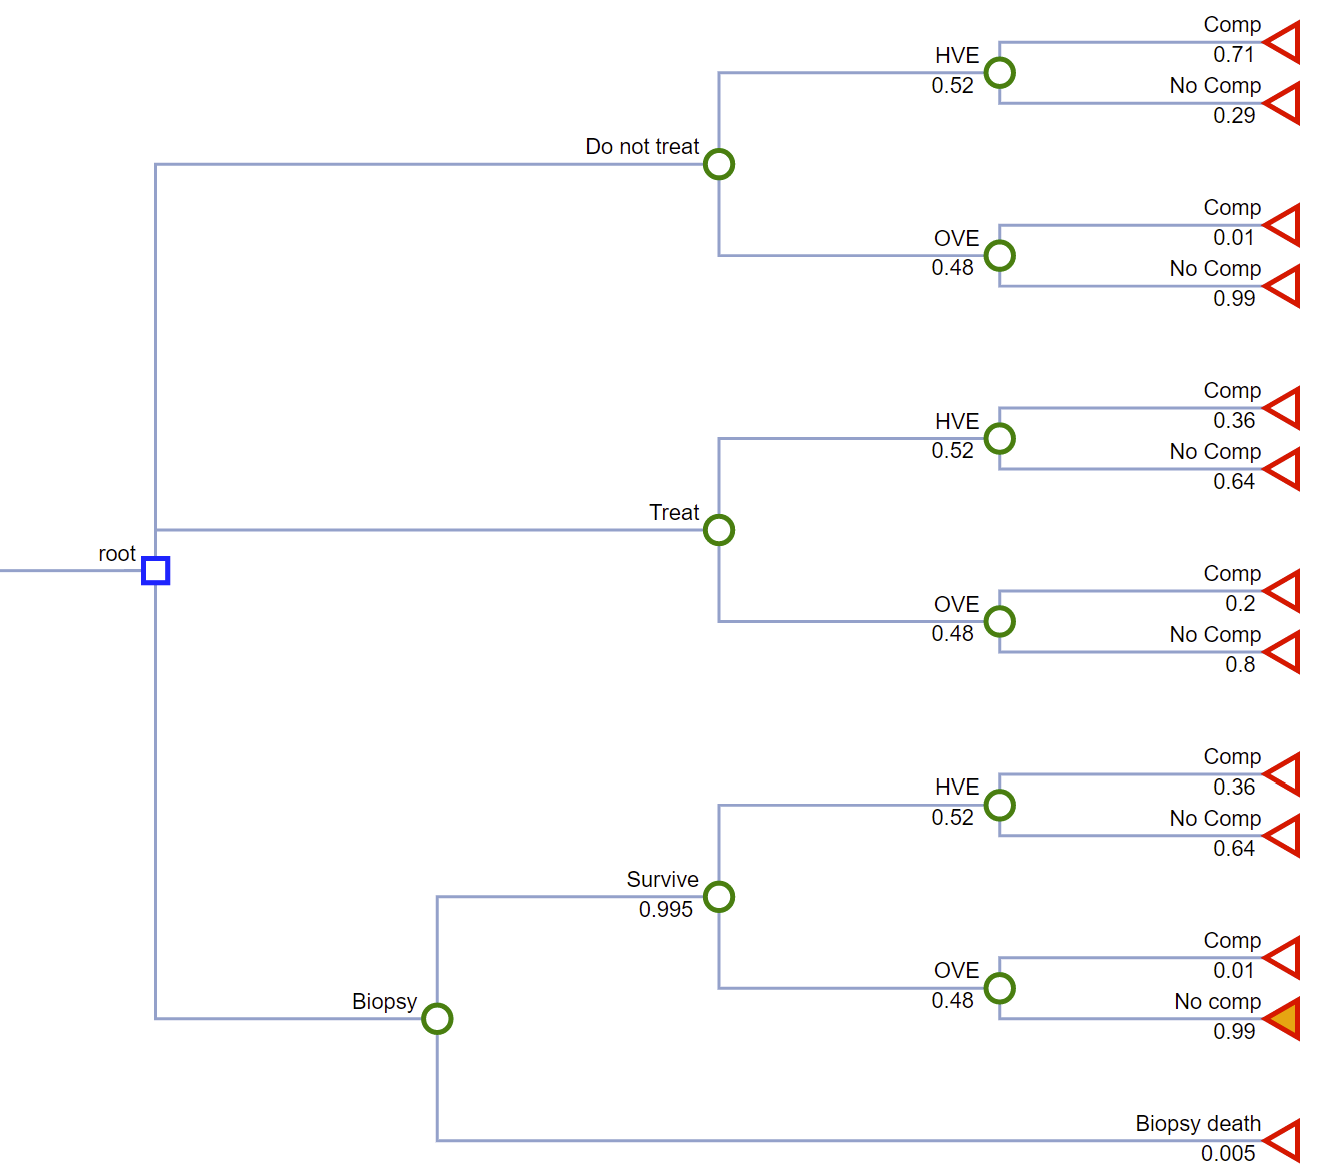 Comp
0.71
HVE
0.52
No Comp
0.29
Do not treat
Comp
0.01
OVE
0.48
No Comp
0.99
Comp
0.36
HVE
0.52
No Comp
0.64
Treat
root
Comp
0.2
OVE
0.48
No Comp
0.8
Comp
0.36
HVE
0.52
No Comp
0.64
Survive
0.995
Comp
0.01
OVE
0.48
No comp
0.99
Biopsy
Biopsy death
0.005